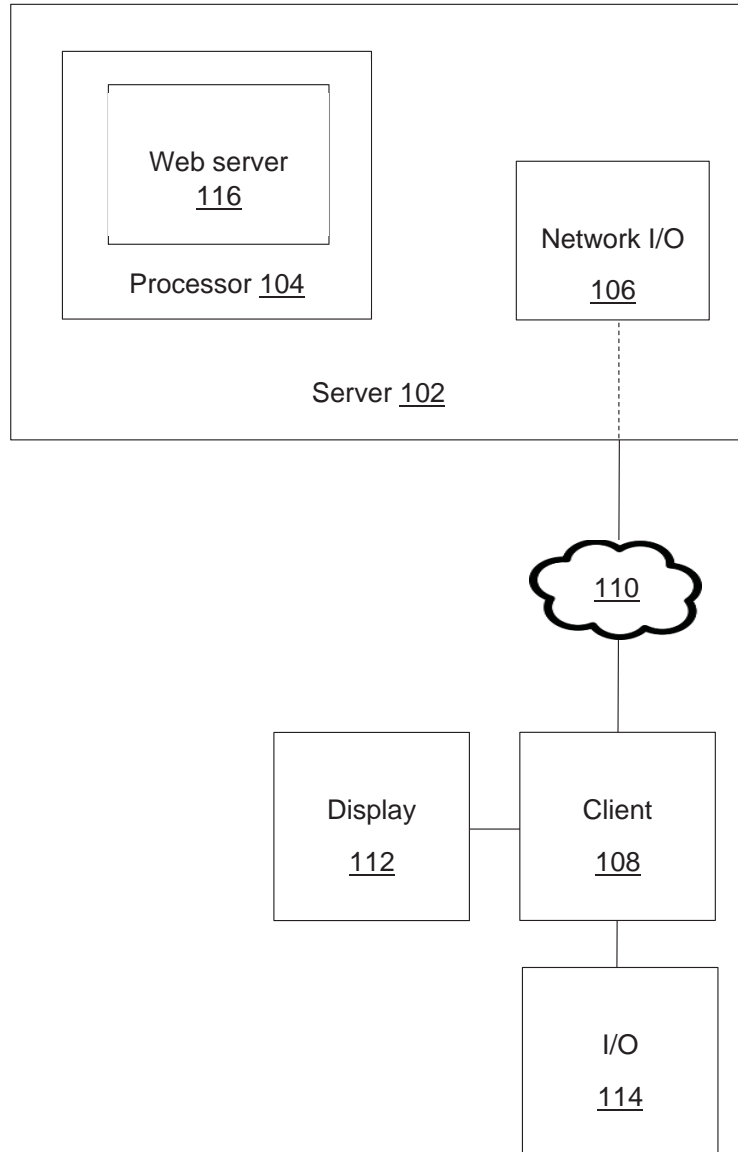 Web server
116
Processor 104
Network I/O
106
Server 102
110
Display
112
Client
108
I/O
114